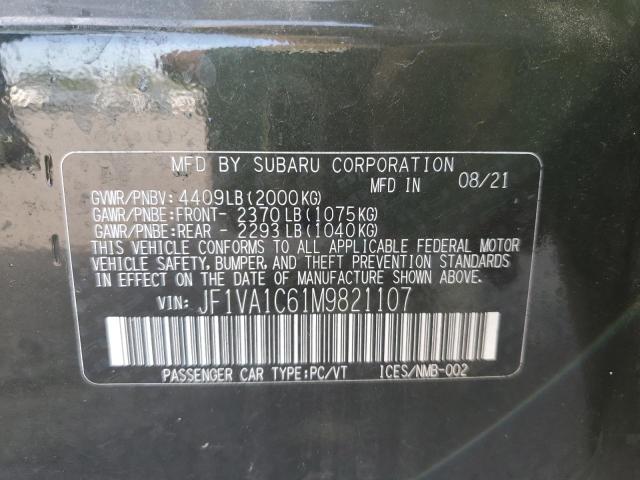 MFD BY SUBARU CORPORATION
MFD IN 08/21
GVWR/PNBV: 4409LB(2000KG)
GAWR/PNBE:FRONT- 2370LB(1075KG)
GAWR/PNBE:REAR - 2293LB(1040KG)
THIS VEHICLE CONFORMS TO ALL APPLICABLE FEDERAL MOTOR
VEHICLE SAFETY, BUMPER, AND THEFT PREVENTION STANDARDS
IN EFFECT ON THE DATE OF MANUFACTURE SHOWN ABOVE.
VIN: JF1VA1C61M9821107
PASSENGER CAR TYPE:PC/VT ICES/NMB-002